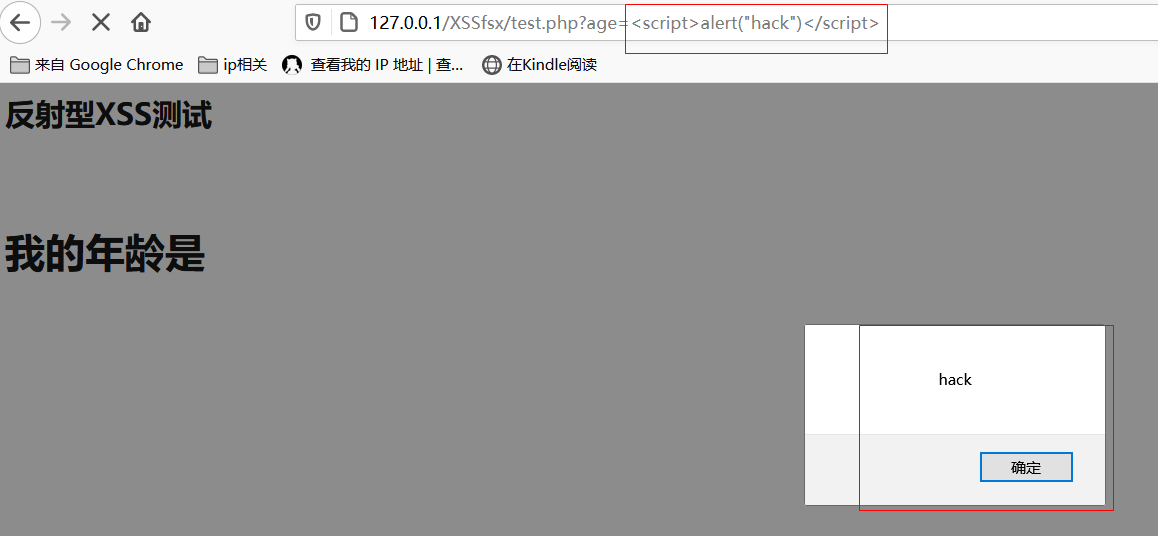 127.0.0.1/XSSfsx/test.php?age=<script>alert("hack")</script>
来自 Google Chrome ip相关 查看我的 IP 地址 | 查... 在Kindle阅读
反射型XSS测试
我的年龄是
hack
确定